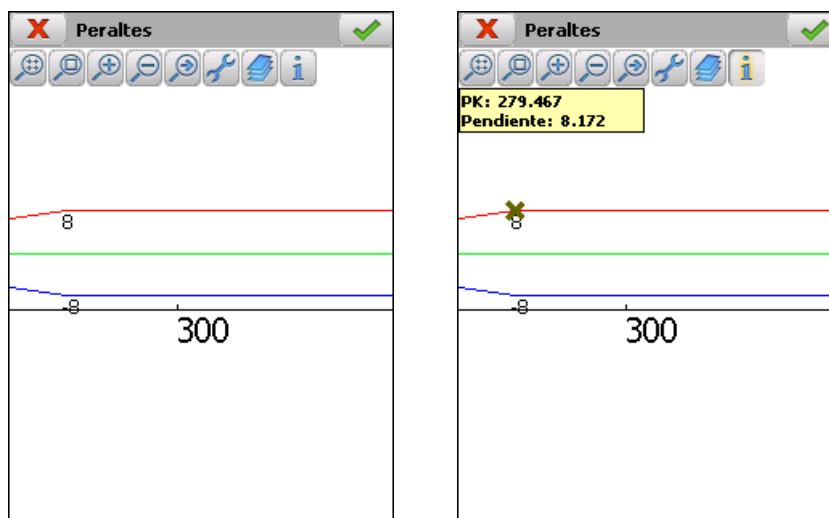 Peraltes
8
-8
300
Peraltes
PK: 279.467
Pendiente: 8.172
8
-8
300